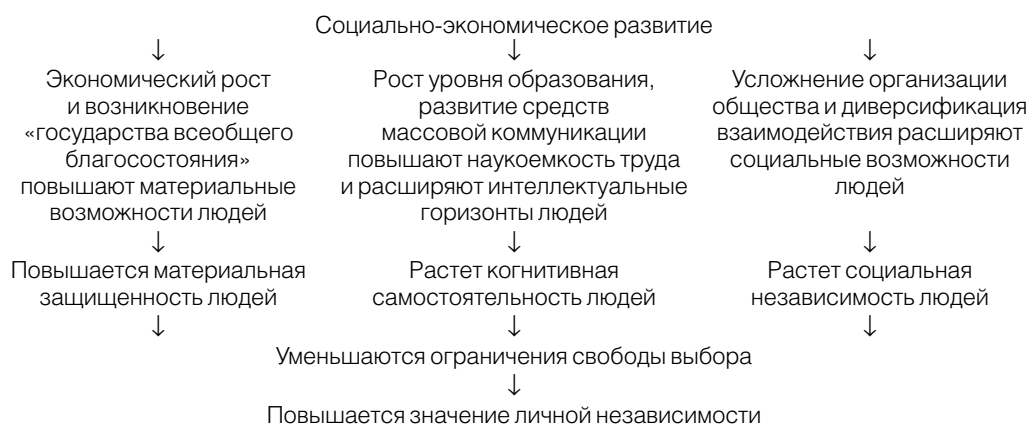 Социально-экономическое развитие
↓ ↓ ↓
Экономический рост
и возникновение
«государства всеобщего
благосостояния»
повышают материальные
возможности людей
Рост уровня образования,
развитие средств
массовой коммуникации
повышают наукоемкость труда
и расширяют интеллектуальные
горизонты людей
Усложнение организации
общества и диверсификация
взаимодействия расширяют
социальные возможности
людей
↓ ↓ ↓
Повышается материальная
защищенность людей
Растет когнитивная
самостоятельность людей
Растет социальная
независимость людей
↓ ↓ ↓
Уменьшаются ограничения свободы выбора
↓
Повышается значение личной независимости